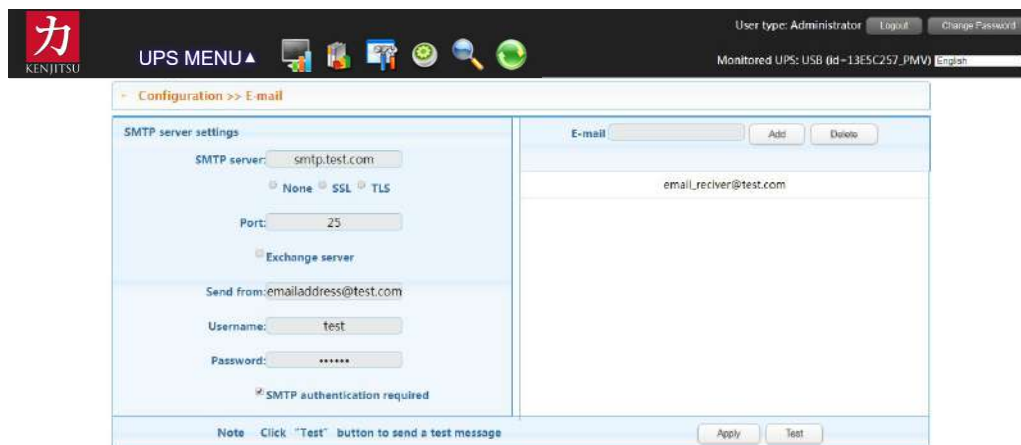 力
KENJITSU
UPS MENU▲
User type: Administrator Logout Change Password
Monitored UPS: USB (id=13E5C257_PMV) English
Configuration >> E-mail
SMTP server settings
SMTP server: smtp.test.com
None SSL TLS
Port: 25
Exchange server
Send from: emailaddress@test.com
Username: test
Password: ••••••
SMTP authentication required
Note Click "Test" button to send a test message
E-mail Add Delete
email_reciver@test.com
Apply Test